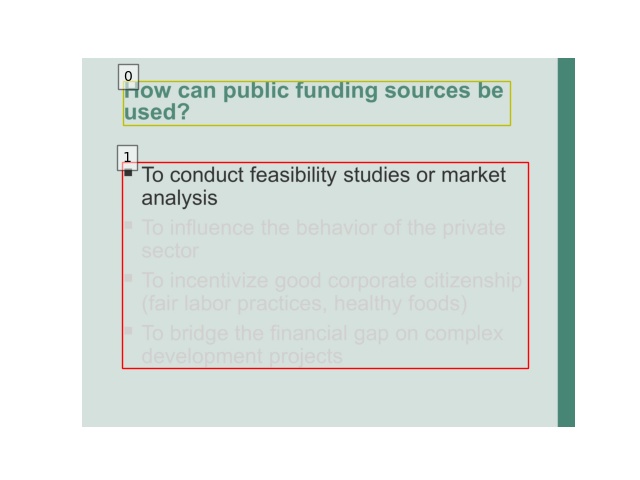 0
How can public funding sources be
used?
1
▪ To conduct feasibility studies or market
analysis
▪ To influence the behavior of the private
sector
▪ To incentivize good corporate citizenship
(fair labor practices, healthy foods)
▪ To bridge the financial gap on complex
development projects